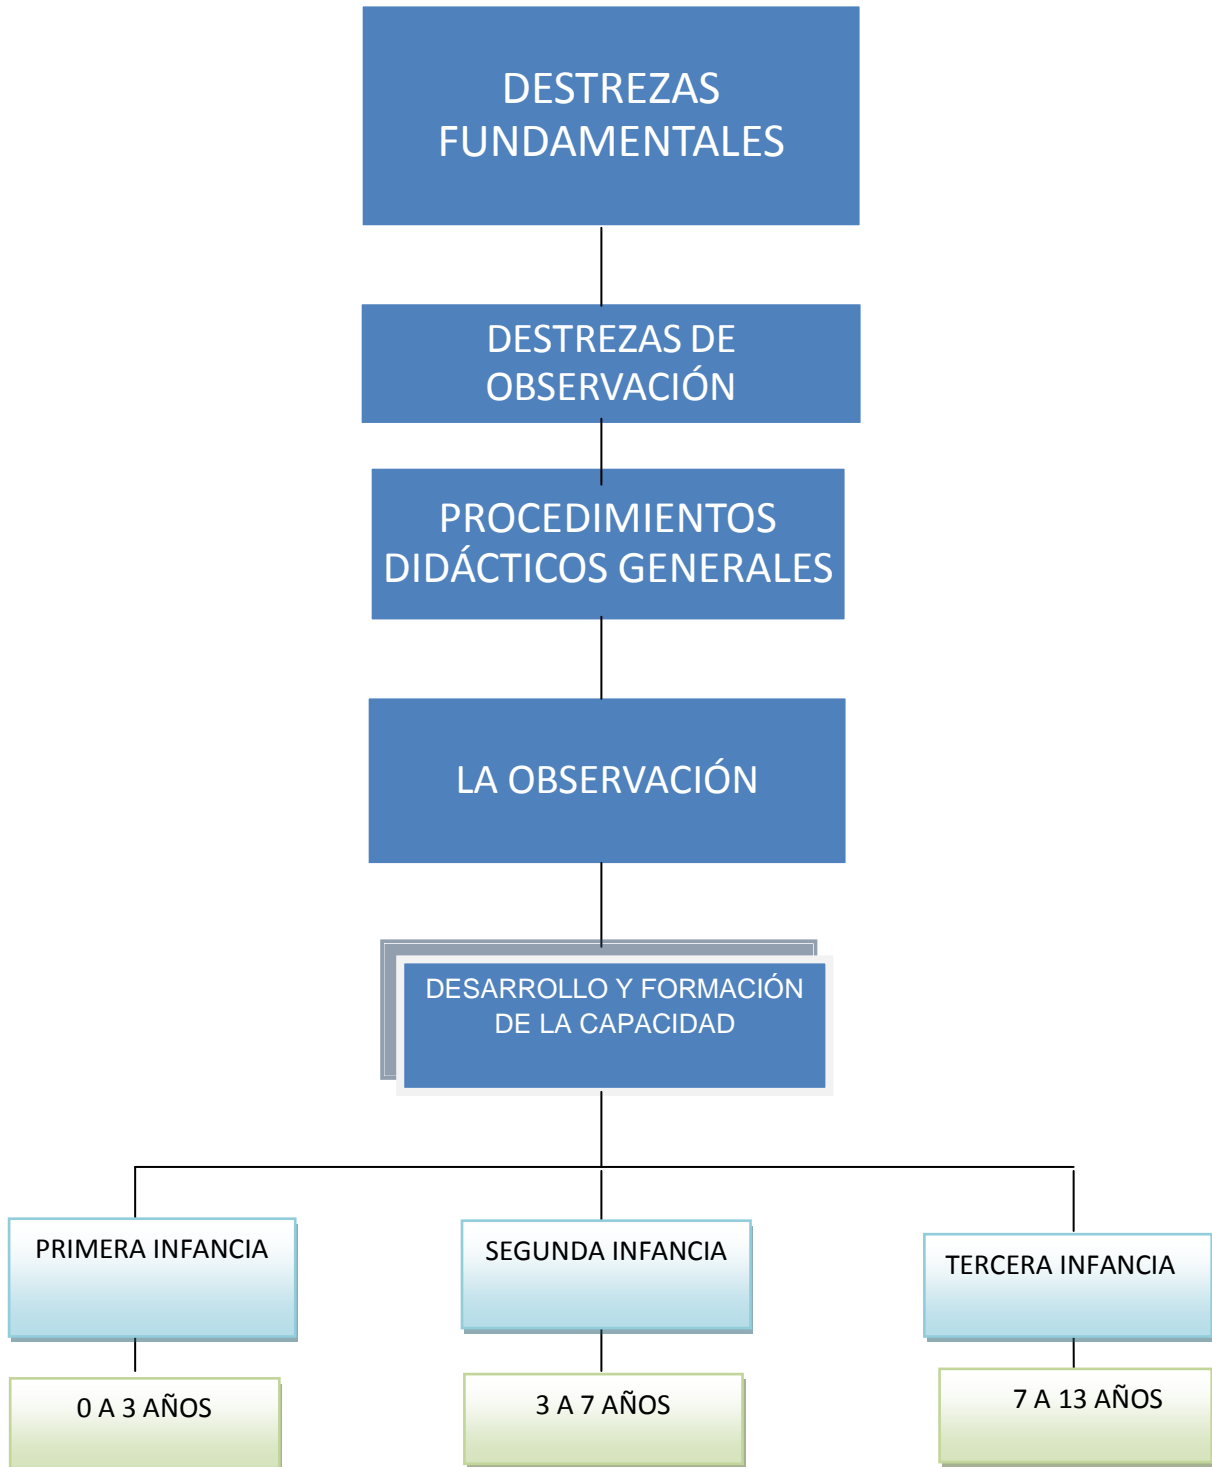 DESTREZAS
FUNDAMENTALES
DESTREZAS DE
OBSERVACIÓN
PROCEDIMIENTOS
DIDÁCTICOS GENERALES
LA OBSERVACIÓN
DESARROLLO Y FORMACIÓN
DE LA CAPACIDAD
PRIMERA INFANCIA
SEGUNDA INFANCIA
TERCERA INFANCIA
0 A 3 AÑOS
3 A 7 AÑOS
7 A 13 AÑOS